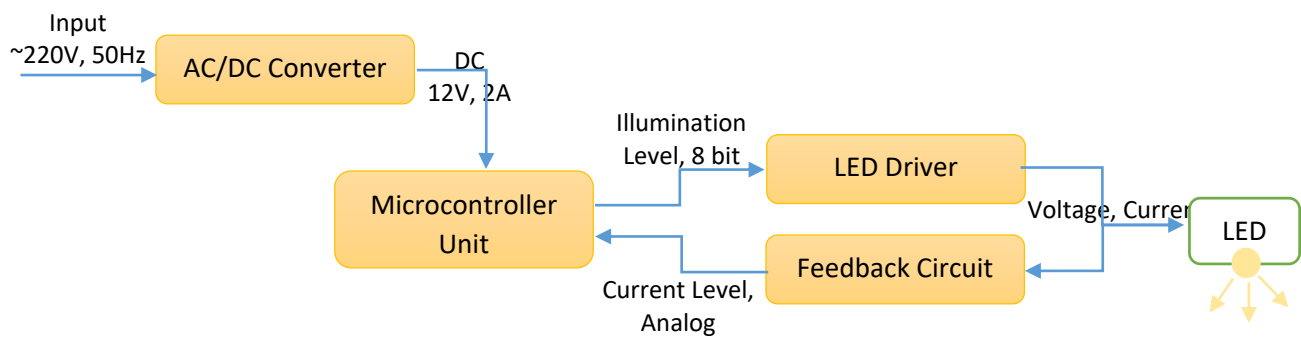 Input
~220V, 50Hz
AC/DC Converter
DC
12V, 2A
Illumination
Level, 8 bit
LED Driver
Microcontroller
Unit
Voltage, Curren
LED
Feedback Circuit
Current Level,
Analog